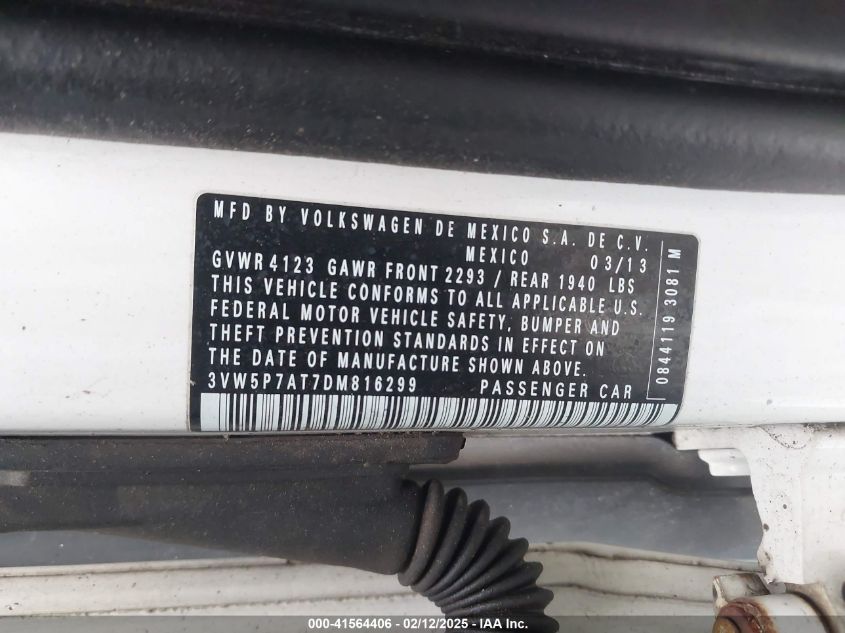 MFD BY VOLKSWAGEN DE MEXICO S.A. DE C.V.
MEXICO 03/13
GVWR 4123 GAWR FRONT 2293 / REAR 1940 LBS
THIS VEHICLE CONFORMS TO ALL APPLICABLE U.S.
FEDERAL MOTOR VEHICLE SAFETY, BUMPER AND
THEFT PREVENTION STANDARDS IN EFFECT ON
THE DATE OF MANUFACTURE SHOWN ABOVE.
3VW5P7AT7DM816299 PASSENGER CAR
0844119 3081 M
000-41564406 - 02/12/2025 - IAA Inc.